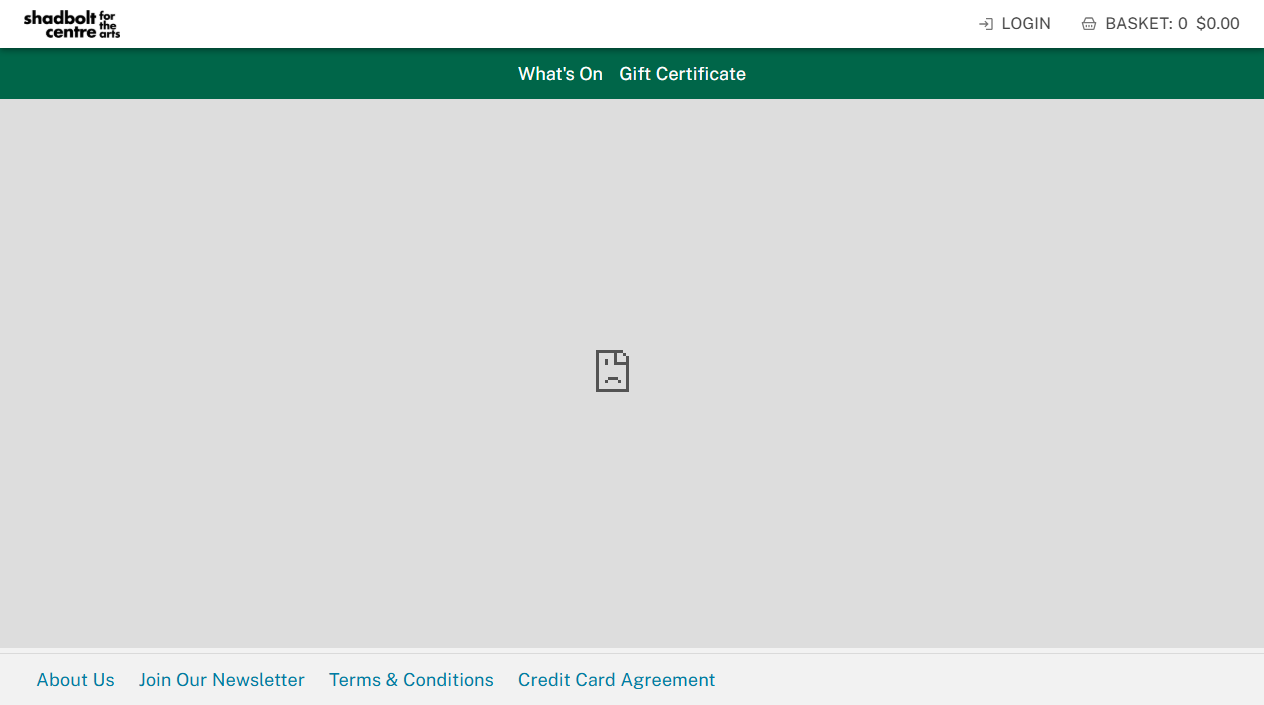 shadbolt for the centre arts
LOGIN
BASKET: 0 $0.00
What's On
Gift Certificate
About Us
Join Our Newsletter
Terms & Conditions
Credit Card Agreement